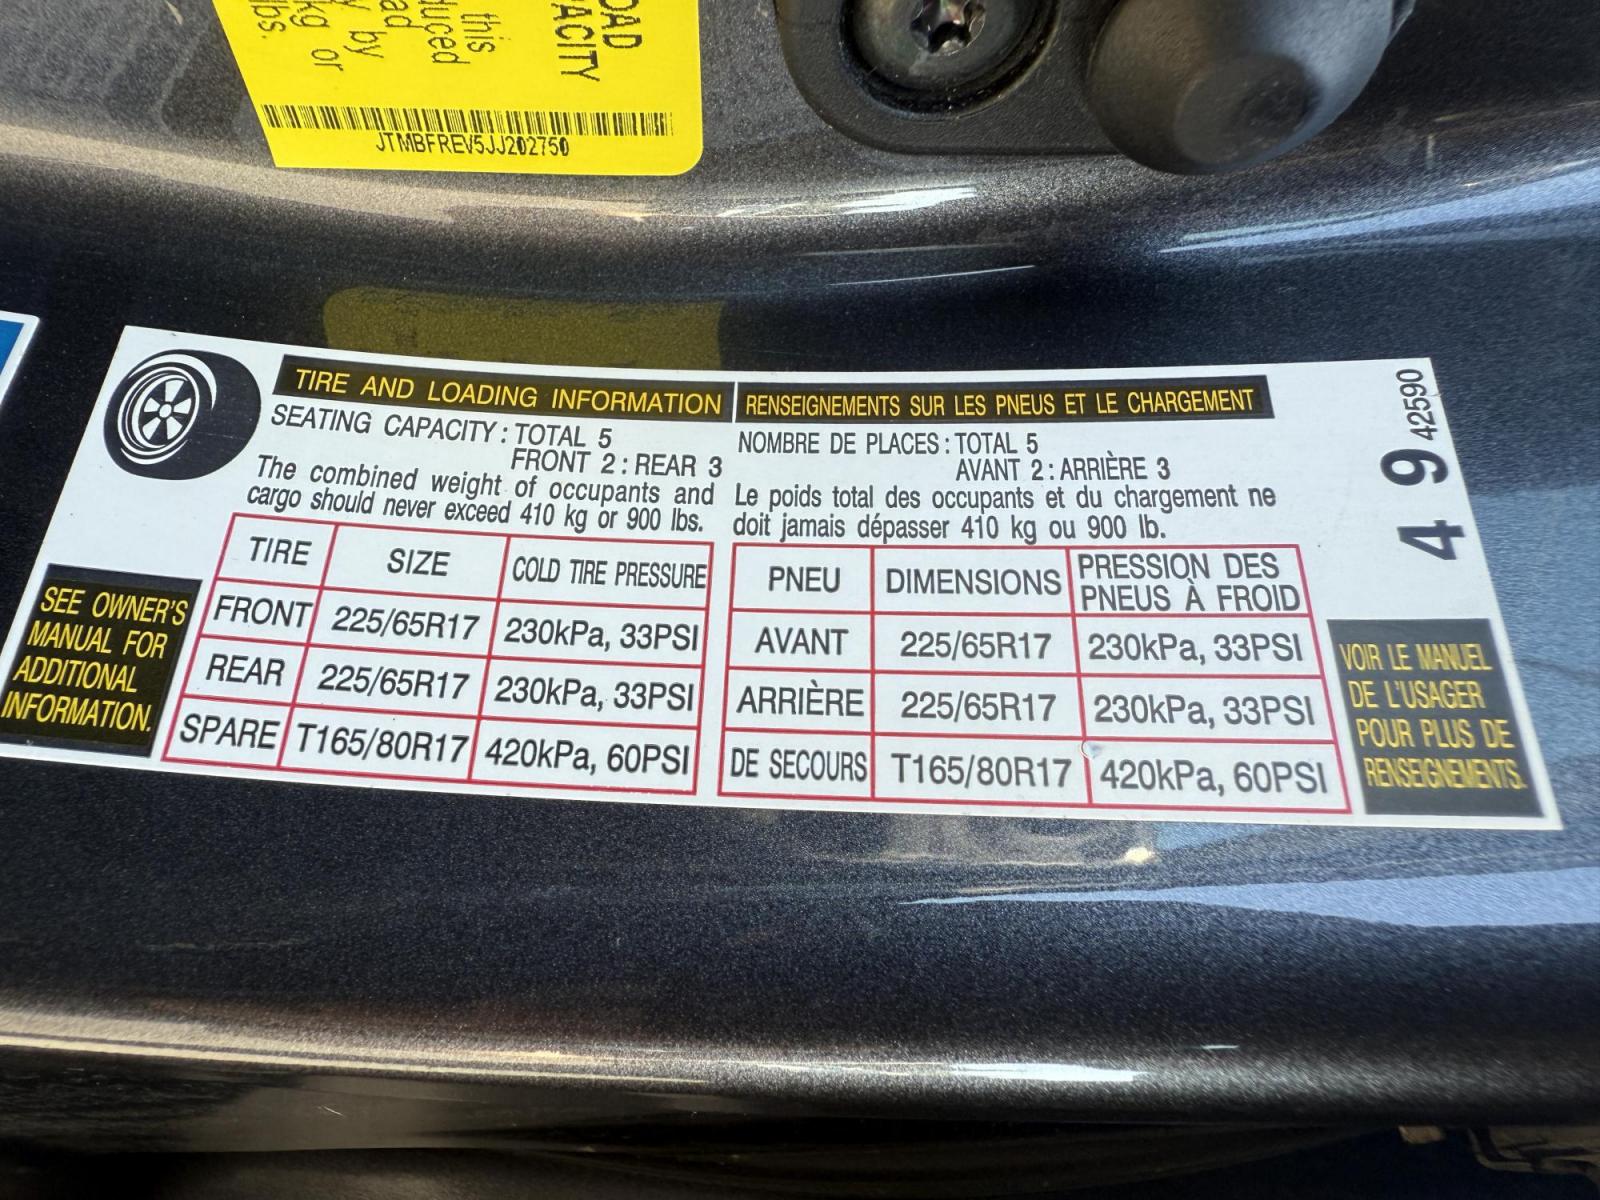 OAD
ACITY
this
duced
ad by
kg or
lbs.
JTMBFREV5JJ202750
TIRE AND LOADING INFORMATION
SEATING CAPACITY : TOTAL 5
FRONT 2 : REAR 3
The combined weight of occupants and
cargo should never exceed 410 kg or 900 lbs.
TIRE SIZE COLD TIRE PRESSURE
FRONT 225/65R17 230kPa, 33PSI
REAR 225/65R17 230kPa, 33PSI
SPARE T165/80R17 420kPa, 60PSI
SEE OWNER'S
MANUAL FOR
ADDITIONAL
INFORMATION.
RENSEIGNEMENTS SUR LES PNEUS ET LE CHARGEMENT
NOMBRE DE PLACES : TOTAL 5
AVANT 2 : ARRIÈRE 3
Le poids total des occupants et du chargement ne
doit jamais dépasser 410 kg ou 900 lb.
PNEU DIMENSIONS PRESSION DES
PNEUS À FROID
AVANT 225/65R17 230kPa, 33PSI
ARRIÈRE 225/65R17 230kPa, 33PSI
DE SECOURS T165/80R17 420kPa, 60PSI
VOIR LE MANUEL
DE L'USAGER
POUR PLUS DE
RENSEIGNEMENTS.
4 9 42590